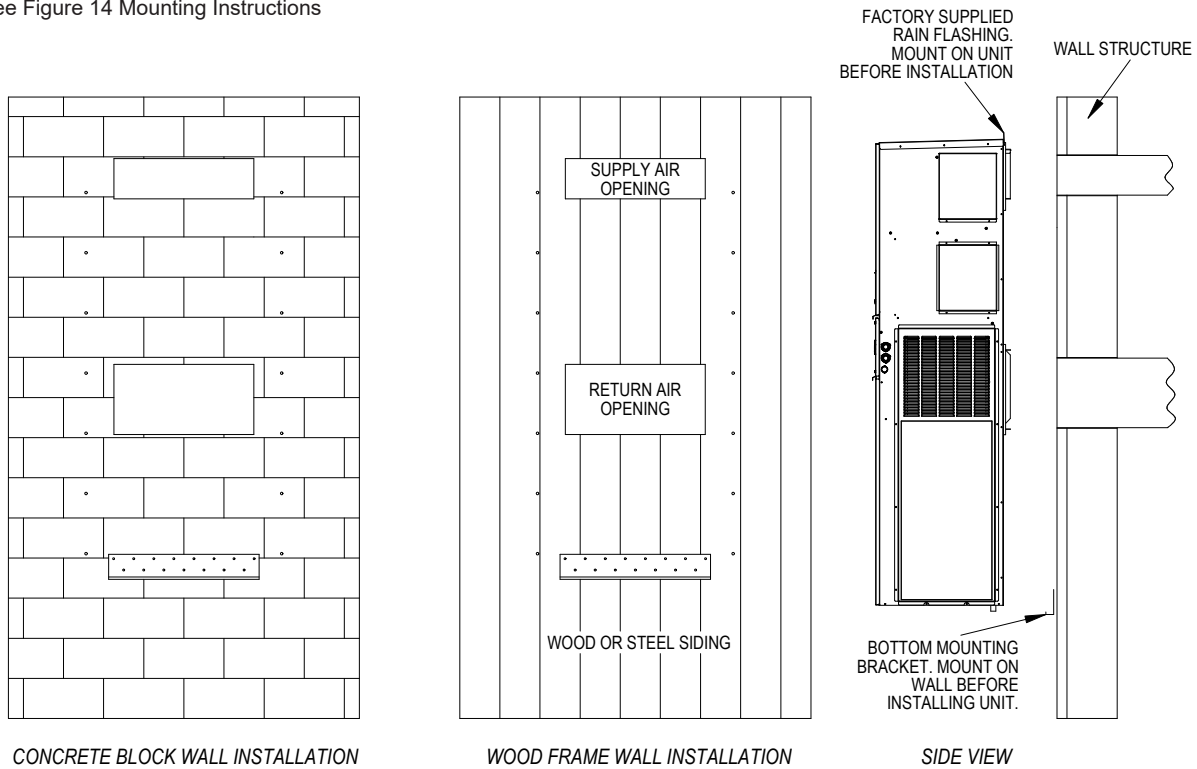 ee Figure 14 Mounting Instructions
FACTORY SUPPLIED
RAIN FLASHING.
MOUNT ON UNIT
BEFORE INSTALLATION
WALL STRUCTURE
SUPPLY AIR
OPENING
RETURN AIR
OPENING
WOOD OR STEEL SIDING
BOTTOM MOUNTING
BRACKET. MOUNT ON
WALL BEFORE
INSTALLING UNIT.
CONCRETE BLOCK WALL INSTALLATION
WOOD FRAME WALL INSTALLATION
SIDE VIEW